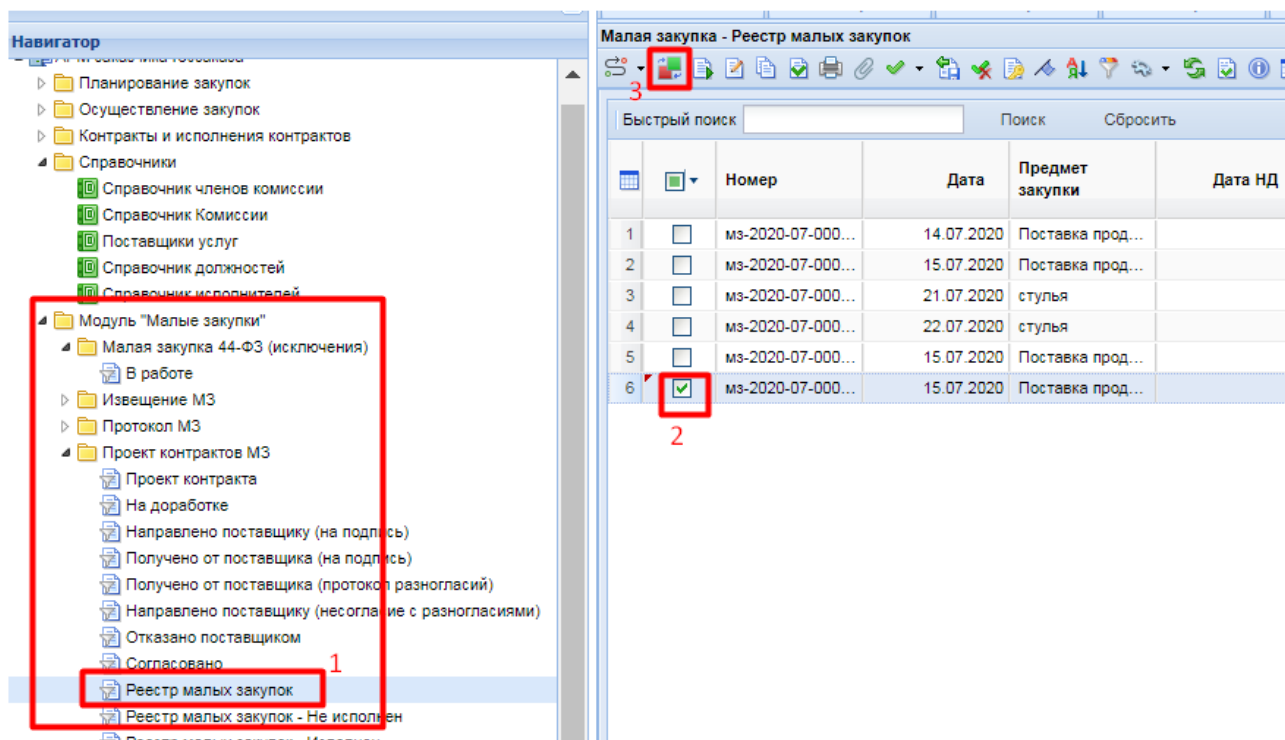 Навигатор
Планирование закупок
Осуществление закупок
Контракты и исполнения контрактов
Справочники
Справочник членов комиссии
Справочник Комиссии
Поставщики услуг
Справочник должностей
Справочник исполнителей
Модуль "Малые закупки"
Малая закупка 44-ФЗ (исключения)
В работе
Извещение МЗ
Протокол МЗ
Проект контрактов МЗ
Проект контракта
На доработке
Направлено поставщику (на подпись)
Получено от поставщика (на подпись)
Получено от поставщика (протокол разногласий)
Направлено поставщику (несогласие с разногласиями)
Отказано поставщиком
Согласовано
1
Реестр малых закупок
Реестр малых закупок - Не исполнен
Малая закупка - Реестр малых закупок
3
Быстрый поиск Поиск Сбросить
Номер Дата Предмет закупки Дата НД
1 мз-2020-07-000... 14.07.2020 Поставка прод...
2 мз-2020-07-000... 15.07.2020 Поставка прод...
3 мз-2020-07-000... 21.07.2020 стулья
4 мз-2020-07-000... 22.07.2020 стулья
5 мз-2020-07-000... 15.07.2020 Поставка прод...
6 мз-2020-07-000... 15.07.2020 Поставка прод...
2